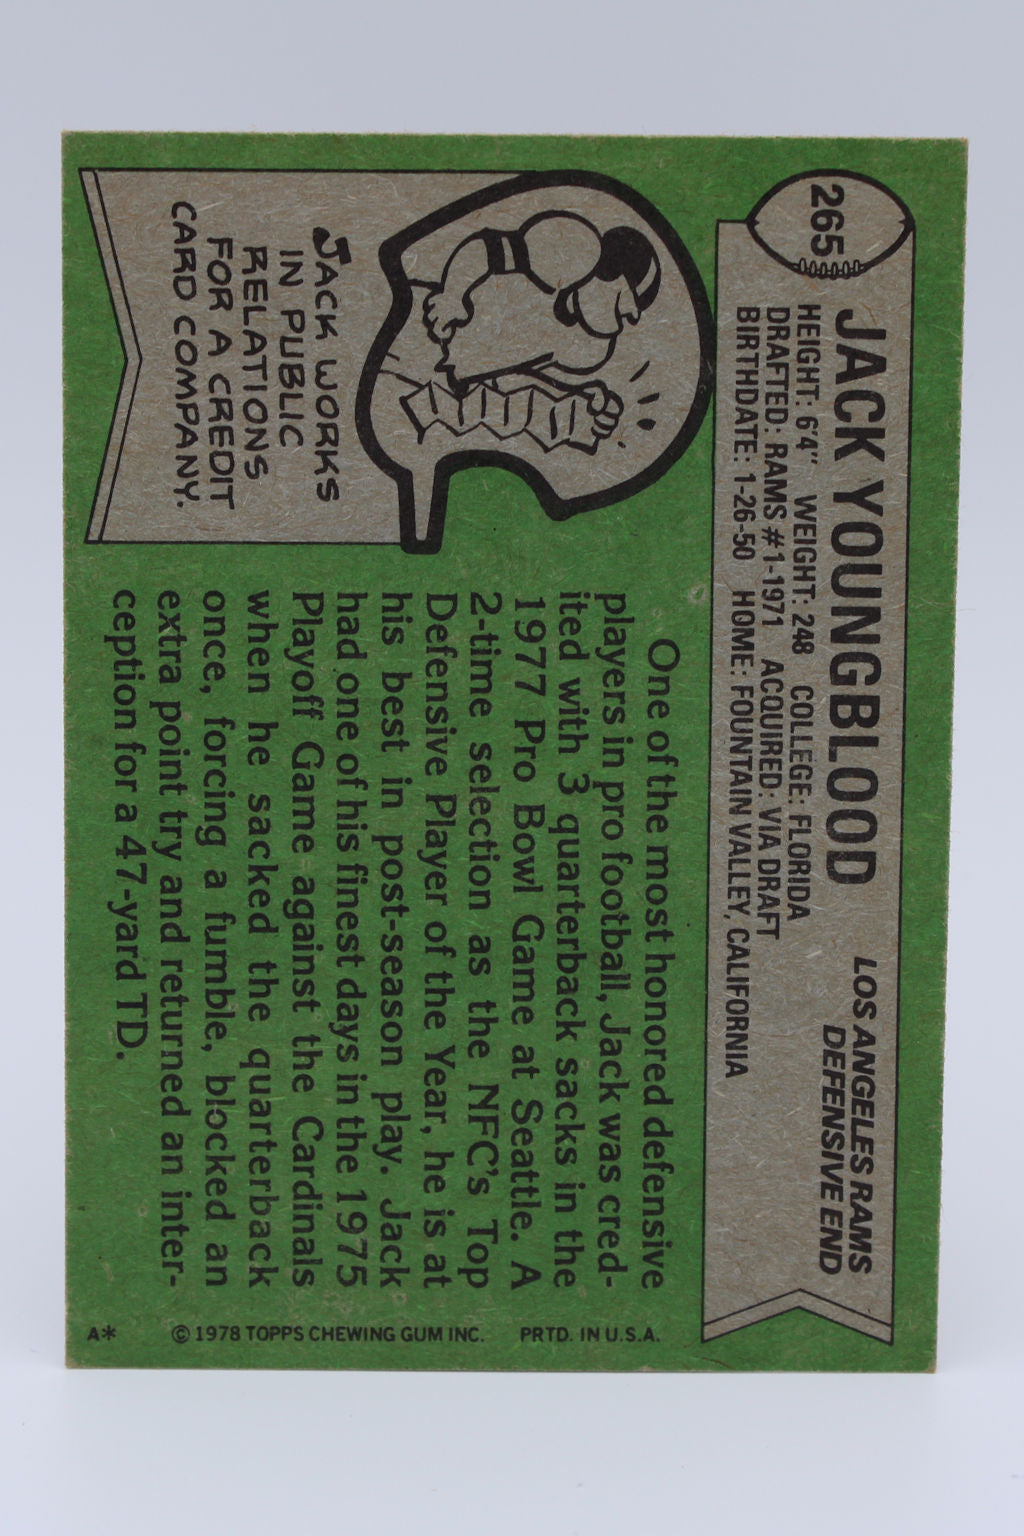 265
JACK YOUNGBLOOD
LOS ANGELES RAMS
DEFENSIVE END
HEIGHT: 6'4" WEIGHT: 248 COLLEGE: FLORIDA
DRAFTED: RAMS #1-1971 ACQUIRED: VIA DRAFT
BIRTHDATE: 1-26-50 HOME: FOUNTAIN VALLEY, CALIFORNIA
JACK WORKS
IN PUBLIC
RELATIONS
FOR A CREDIT
CARD COMPANY.
One of the most honored defensive
players in pro football, Jack was cred-
ited with 3 quarterback sacks in the
1977 Pro Bowl Game at Seattle. A
2-time selection as the NFC's Top
Defensive Player of the Year, he is at
his best in post-season play. Jack
had one of his finest days in the 1975
Playoff Game against the Cardinals
when he sacked the quarterback
once, forcing a fumble, blocked an
extra point try and returned an inter-
ception for a 47-yard TD.
A* © 1978 TOPPS CHEWING GUM INC. PRTD. IN U.S.A.